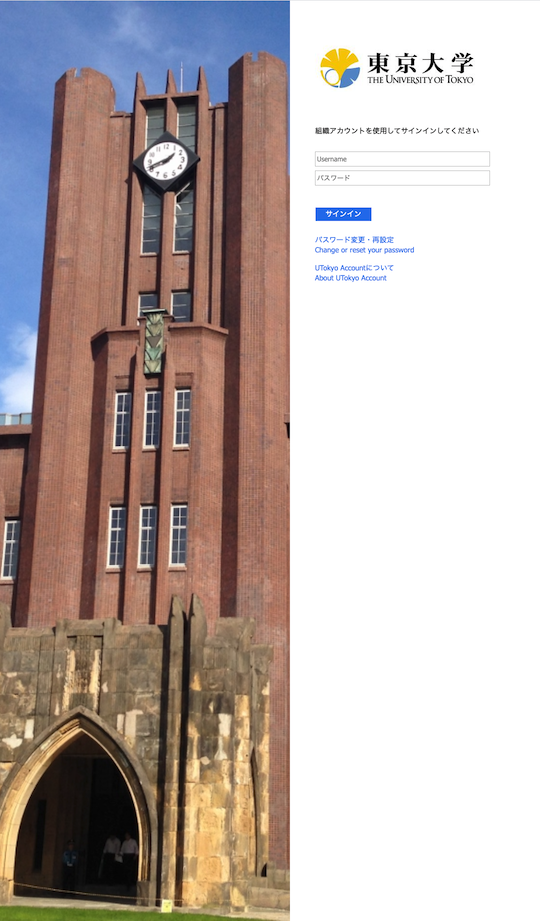 東京大学
THE UNIVERSITY OF TOKYO
組織アカウントを使用してサインインしてください
Username
パスワード
サインイン
パスワード変更・再設定
Change or reset your password
UTokyo Accountについて
About UTokyo Account